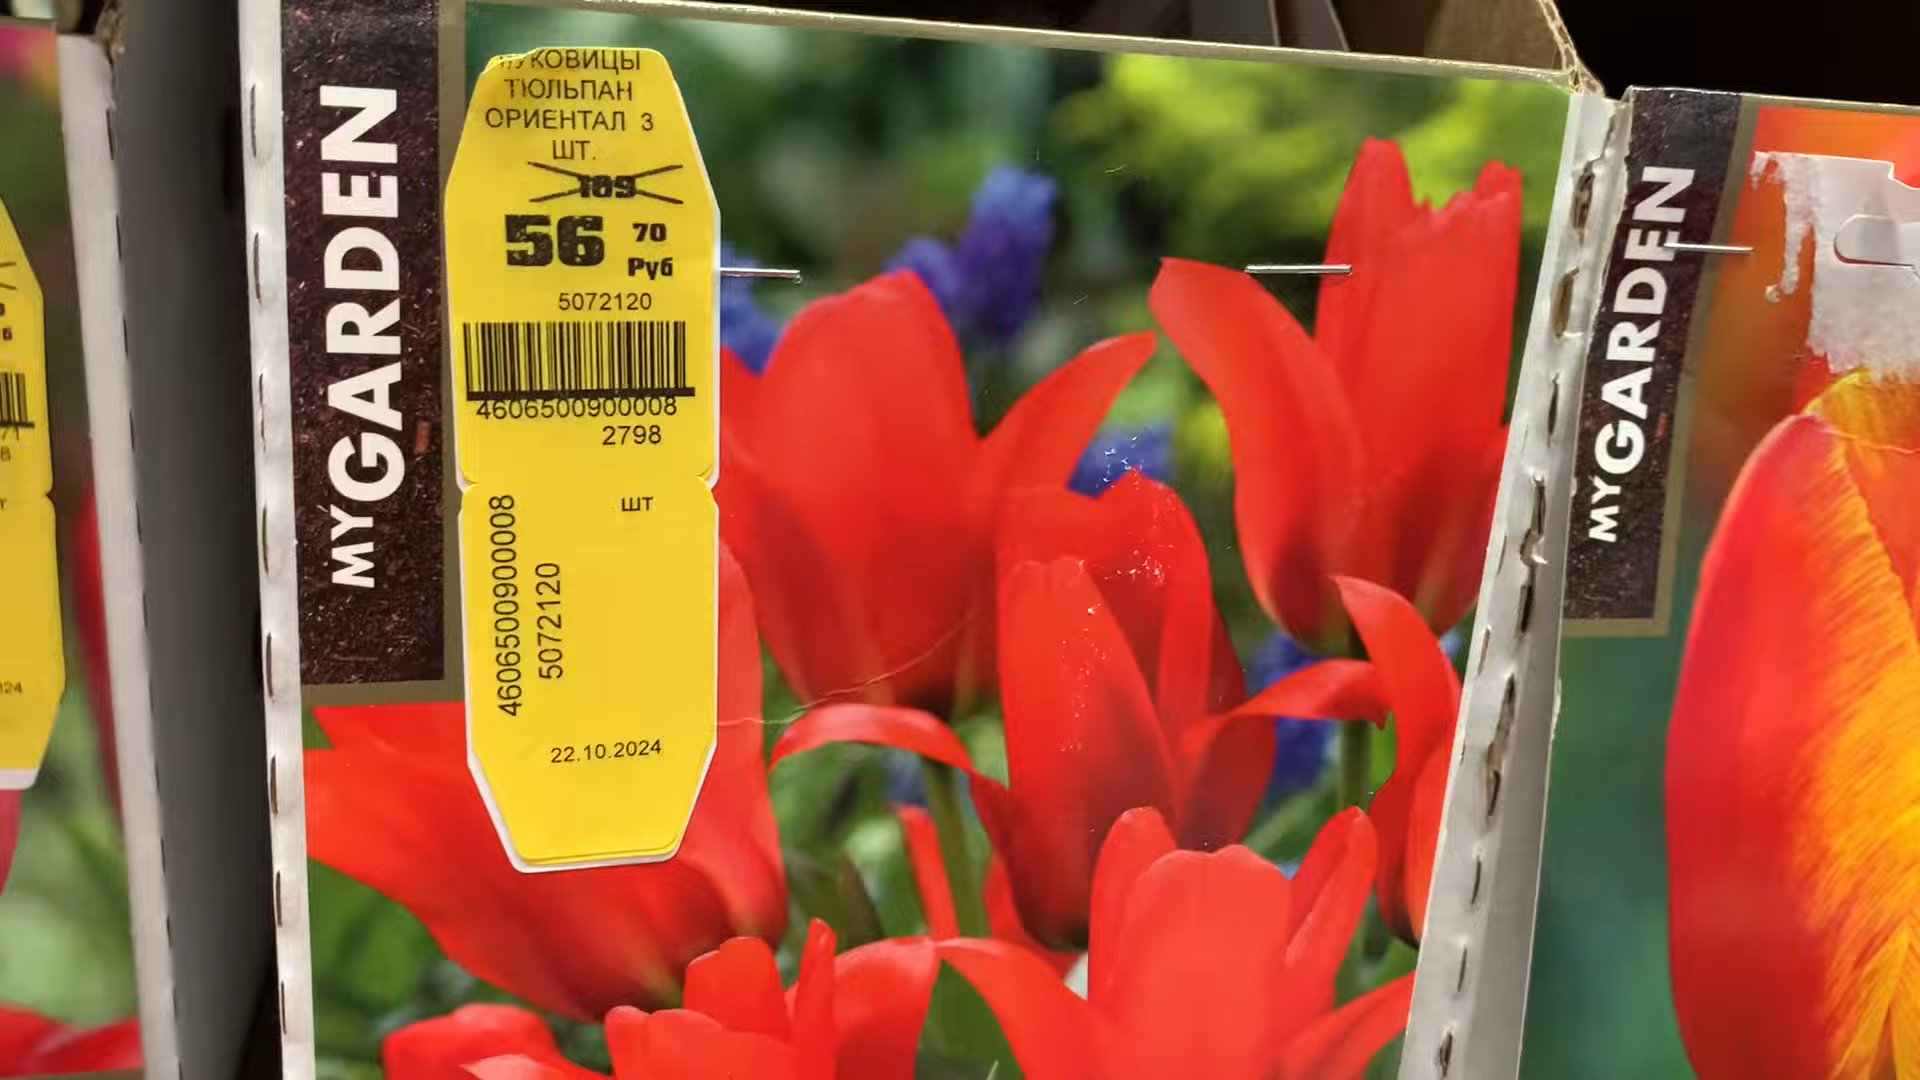 MYGARDEN
ЛУКОВИЦЫ
ТЮЛЬПАН
ОРИЕНТАЛ 3
ШТ.
189
56 70
Руб
5072120
4606500900008
2798
шт
4606500900008
5072120
22.10.2024
MYGARDEN